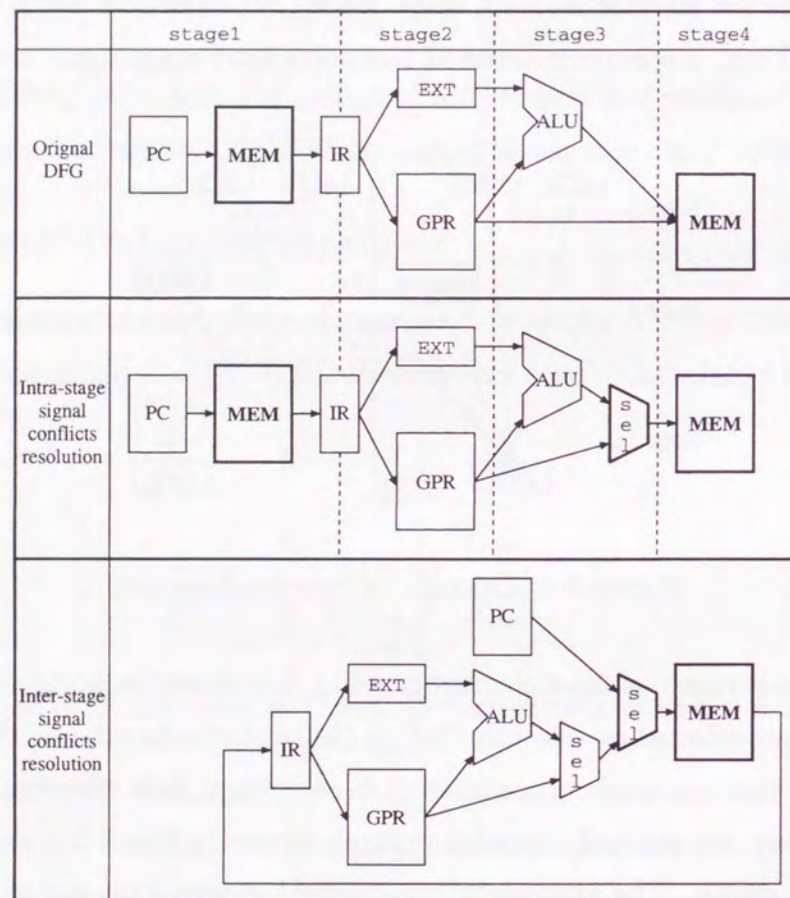 stage1 stage2 stage3 stage4
Orignal
DFG
PC
MEM
IR
EXT
GPR
ALU
MEM
Intra-stage
signal
conflicts
resolution
PC
MEM
IR
EXT
GPR
ALU
sel
MEM
Inter-stage
signal
conflicts
resolution
IR
EXT
GPR
ALU
PC
sel
sel
MEM